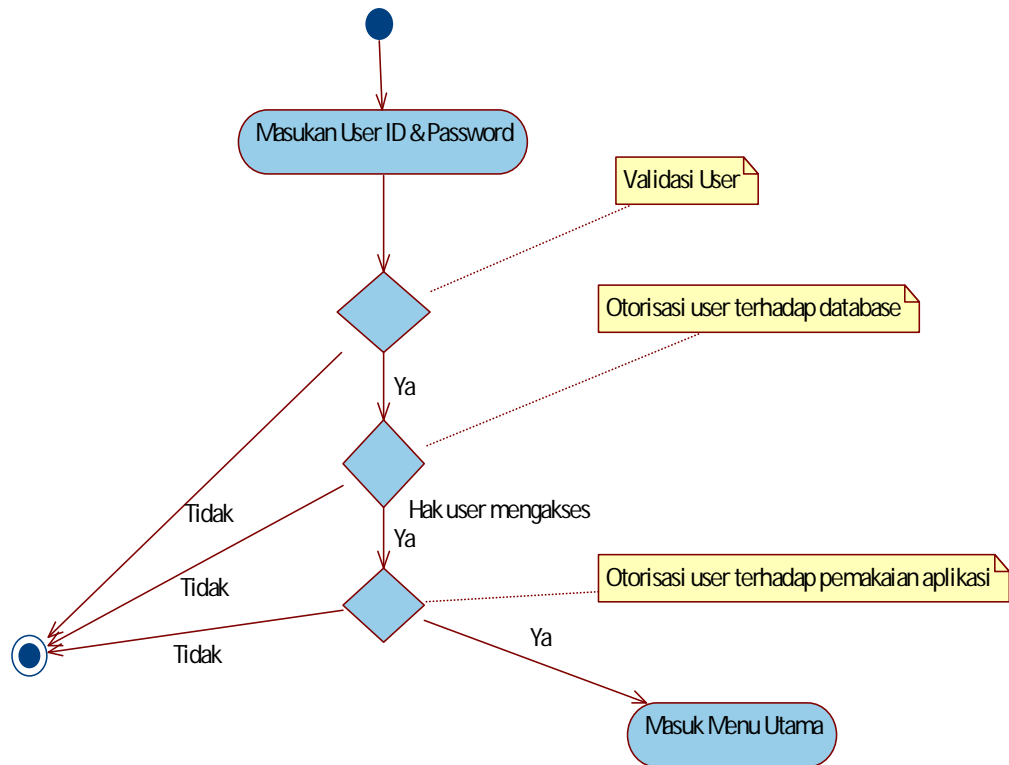 Masukan User ID & Password
Validasi User
Otorisasi user terhadap database
Ya
Hak user mengakses
Tidak
Ya
Otorisasi user terhadap pemakaian aplikasi
Tidak
Ya
Tidak
Masuk Menu Utama